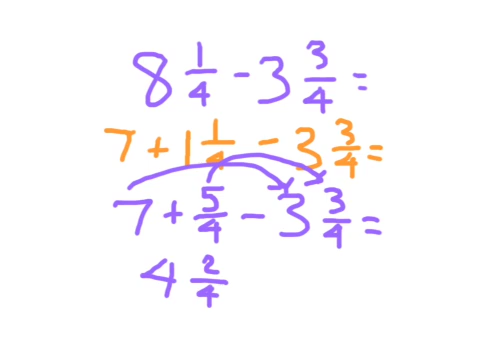 8 1/4 - 3 3/4 =
7 + 1 1/4 - 3 3/4 =
7 + 5/4 - 3 3/4 =
4 2/4